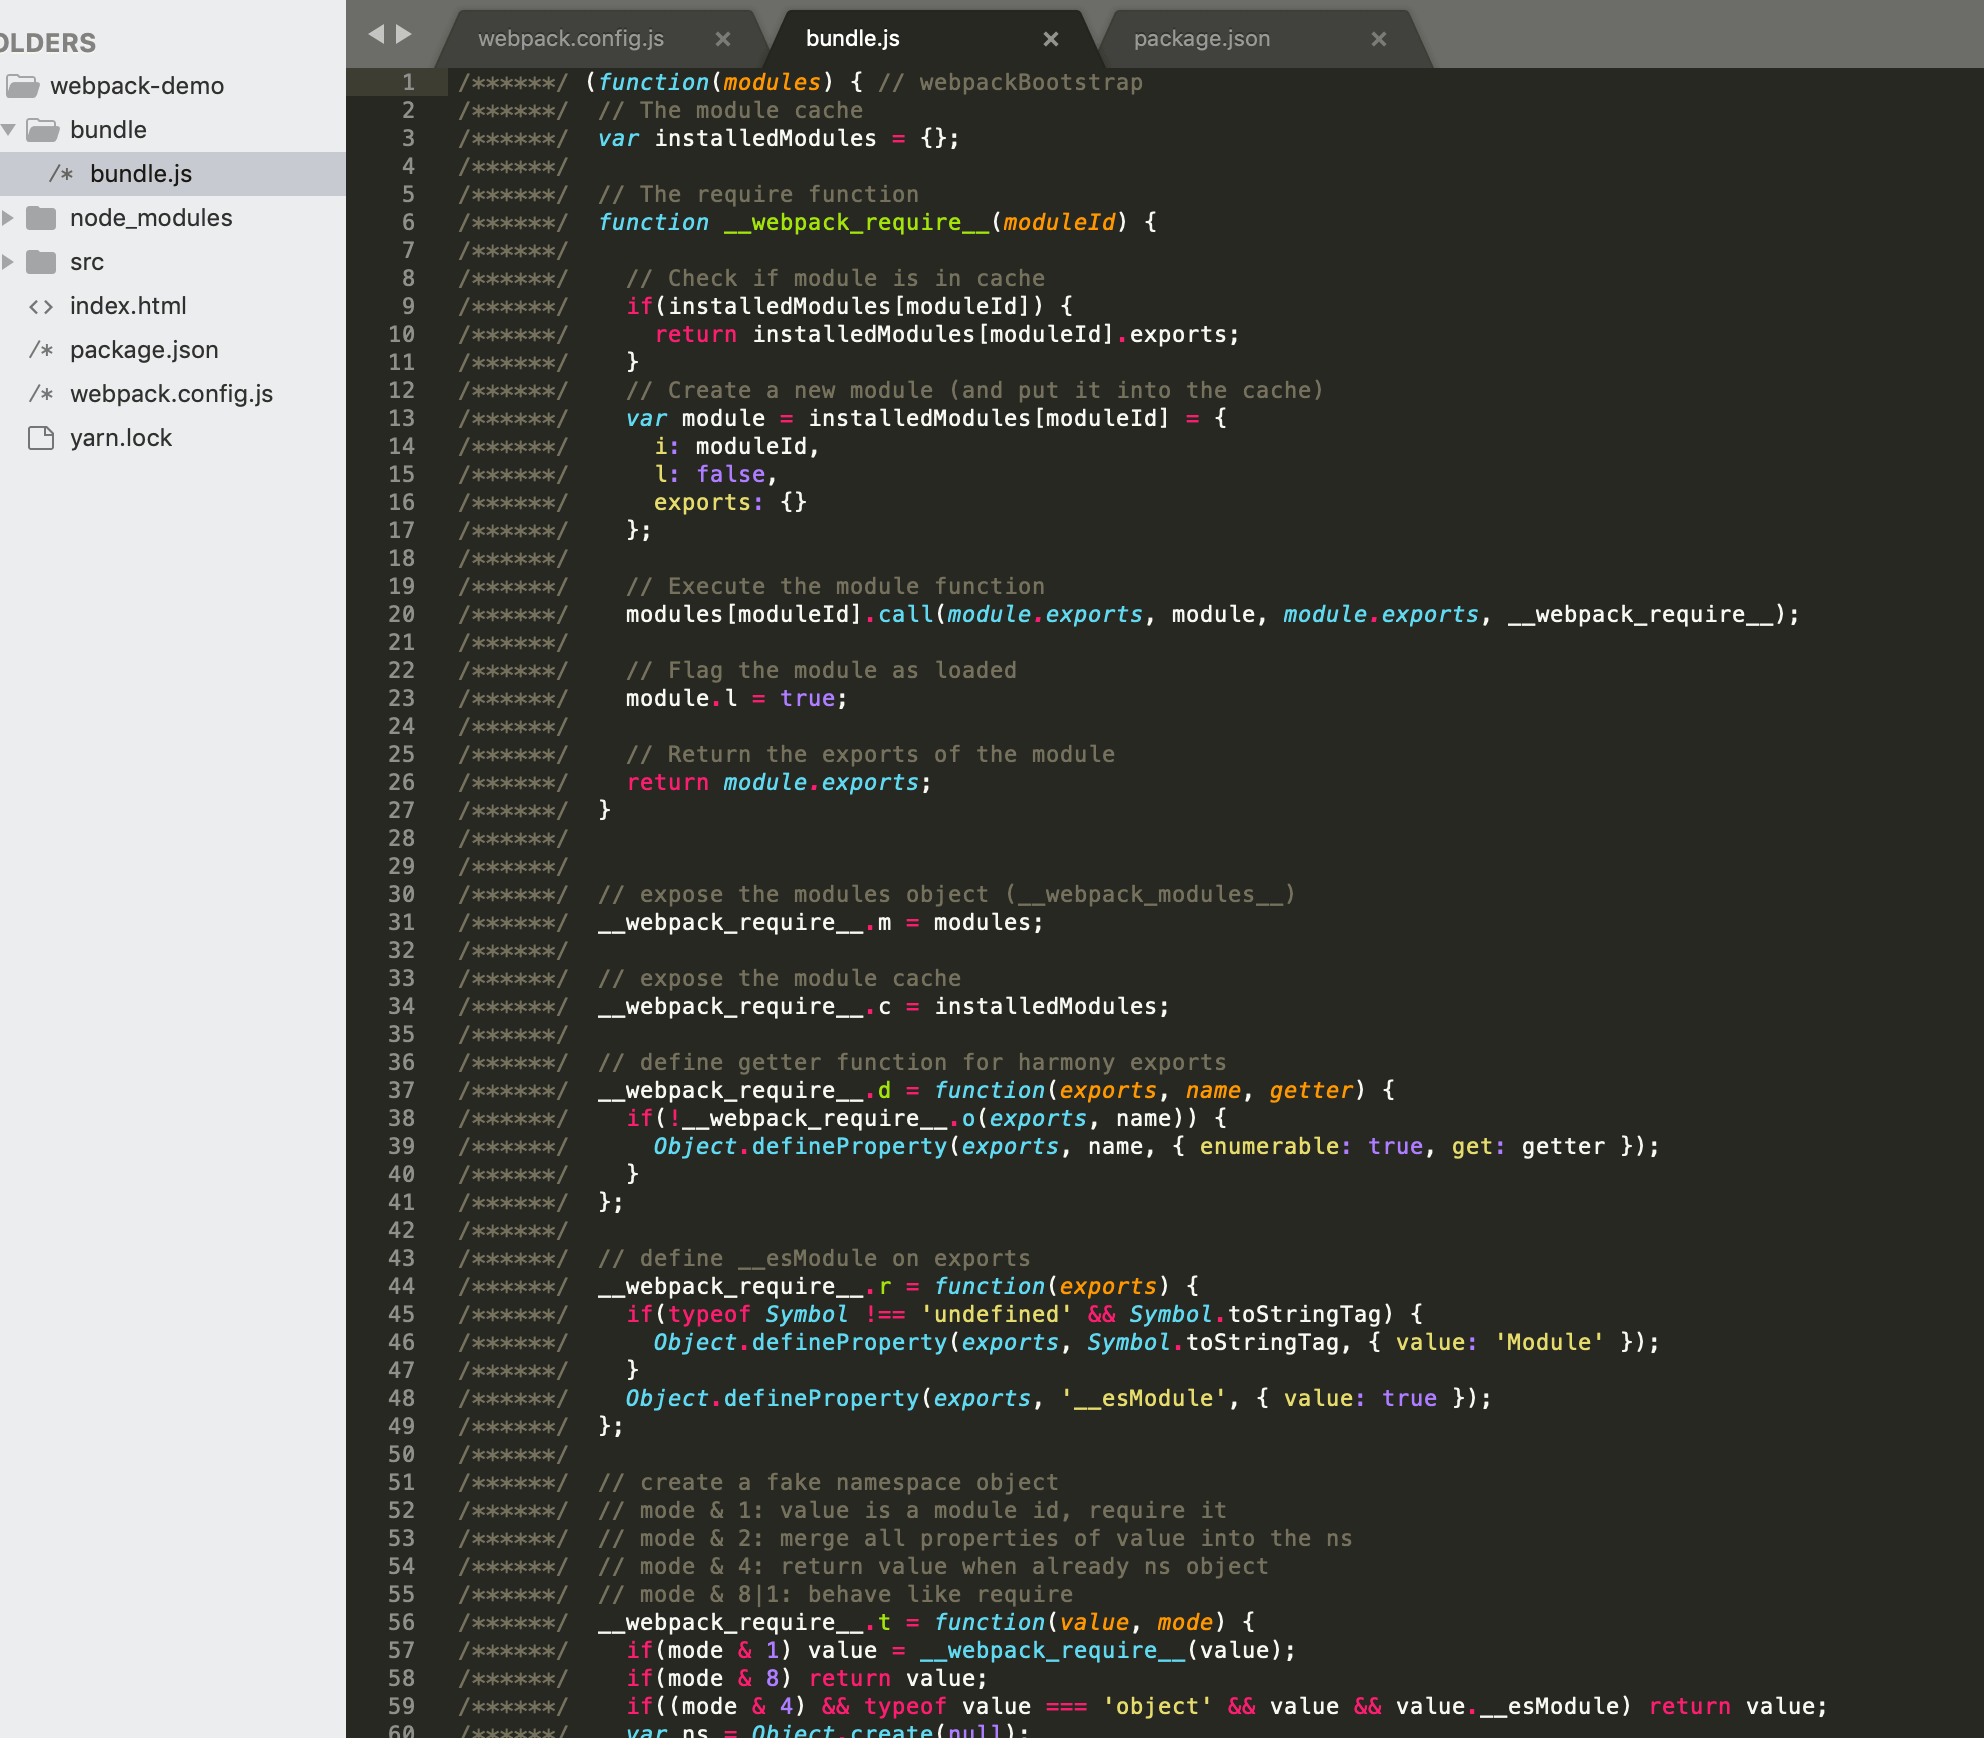 OLDERS
webpack-demo
bundle
/* bundle.js
node_modules
src
<> index.html
/* package.json
/* webpack.config.js
yarn.lock
webpack.config.js × bundle.js × package.json ×
1 /******/ (function(modules) { // webpackBootstrap
2 /******/ // The module cache
3 /******/ var installedModules = {};
4 /******/
5 /******/ // The require function
6 /******/ function __webpack_require__(moduleId) {
7 /******/
8 /******/ // Check if module is in cache
9 /******/ if(installedModules[moduleId]) {
10 /******/ return installedModules[moduleId].exports;
11 /******/ }
12 /******/ // Create a new module (and put it into the cache)
13 /******/ var module = installedModules[moduleId] = {
14 /******/ i: moduleId,
15 /******/ l: false,
16 /******/ exports: {}
17 /******/ };
18 /******/
19 /******/ // Execute the module function
20 /******/ modules[moduleId].call(module.exports, module, module.exports, __webpack_require__);
21 /******/
22 /******/ // Flag the module as loaded
23 /******/ module.l = true;
24 /******/
25 /******/ // Return the exports of the module
26 /******/ return module.exports;
27 /******/ }
28 /******/
29 /******/
30 /******/ // expose the modules object (__webpack_modules__)
31 /******/ __webpack_require__.m = modules;
32 /******/
33 /******/ // expose the module cache
34 /******/ __webpack_require__.c = installedModules;
35 /******/
36 /******/ // define getter function for harmony exports
37 /******/ __webpack_require__.d = function(exports, name, getter) {
38 /******/ if(!__webpack_require__.o(exports, name)) {
39 /******/ Object.defineProperty(exports, name, { enumerable: true, get: getter });
40 /******/ }
41 /******/ };
42 /******/
43 /******/ // define __esModule on exports
44 /******/ __webpack_require__.r = function(exports) {
45 /******/ if(typeof Symbol !== 'undefined' && Symbol.toStringTag) {
46 /******/ Object.defineProperty(exports, Symbol.toStringTag, { value: 'Module' });
47 /******/ }
48 /******/ Object.defineProperty(exports, '__esModule', { value: true });
49 /******/ };
50 /******/
51 /******/ // create a fake namespace object
52 /******/ // mode & 1: value is a module id, require it
53 /******/ // mode & 2: merge all properties of value into the ns
54 /******/ // mode & 4: return value when already ns object
55 /******/ // mode & 8|1: behave like require
56 /******/ __webpack_require__.t = function(value, mode) {
57 /******/ if(mode & 1) value = __webpack_require__(value);
58 /******/ if(mode & 8) return value;
59 /******/ if((mode & 4) && typeof value === 'object' && value && value.__esModule) return value;
60 /******/ var ns = Object.create(null);